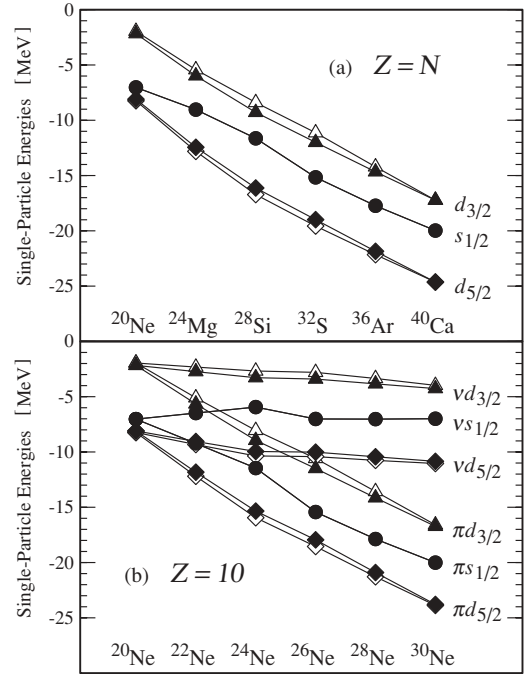 0
-5
-10
-15
-20
-25
Single-Particle Energies [MeV]
(a) Z = N
d3/2
s1/2
d5/2
²⁰Ne ²⁴Mg ²⁸Si ³²S ³⁶Ar ⁴⁰Ca
0
-5
-10
-15
-20
-25
Single-Particle Energies [MeV]
νd3/2
νs1/2
νd5/2
πd3/2
πs1/2
πd5/2
(b) Z = 10
²⁰Ne ²²Ne ²⁴Ne ²⁶Ne ²⁸Ne ³⁰Ne